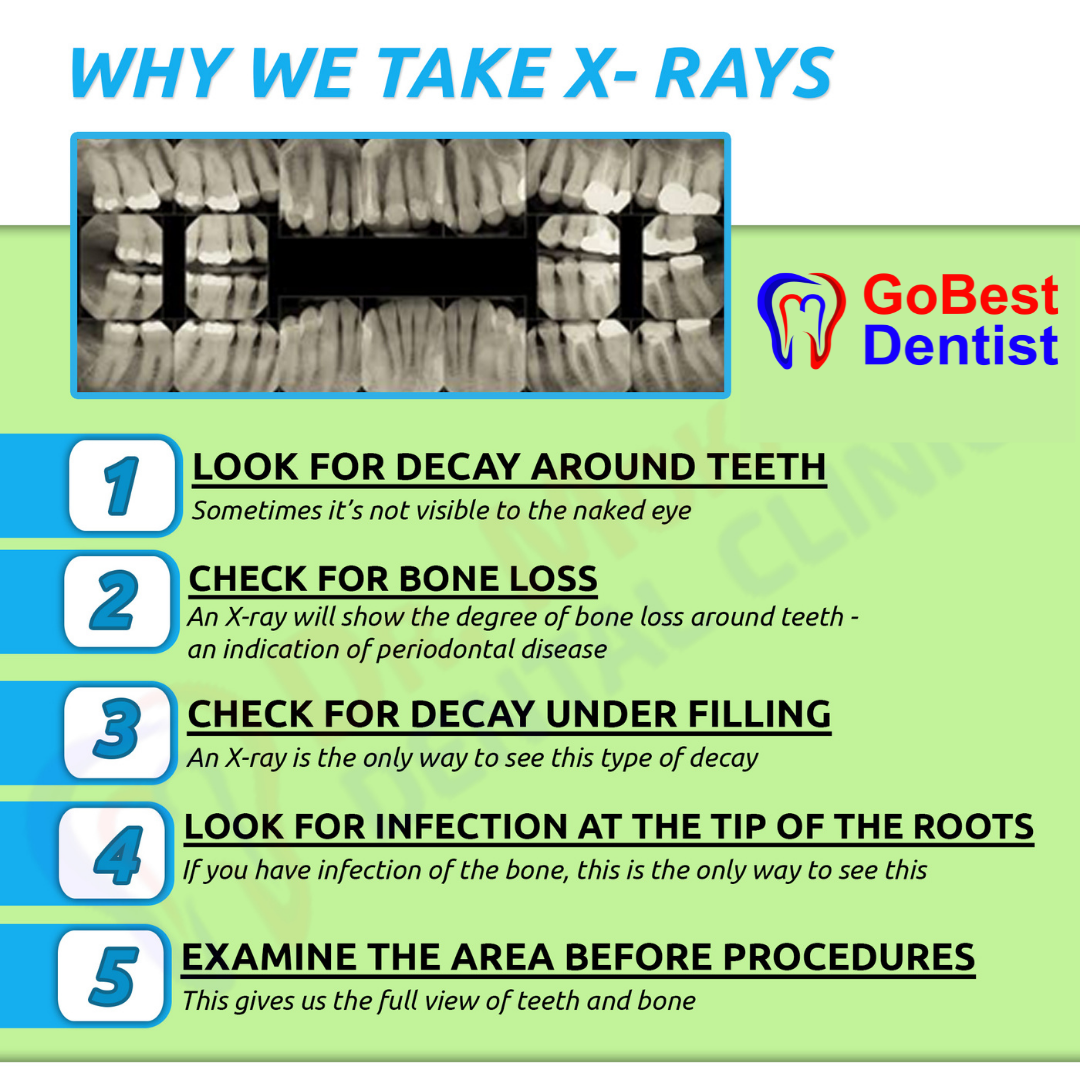 WHY WE TAKE X- RAYS
GoBest
Dentist
1
LOOK FOR DECAY AROUND TEETH
Sometimes it's not visible to the naked eye
2
CHECK FOR BONE LOSS
An X-ray will show the degree of bone loss around teeth -
an indication of periodontal disease
3
CHECK FOR DECAY UNDER FILLING
An X-ray is the only way to see this type of decay
4
LOOK FOR INFECTION AT THE TIP OF THE ROOTS
If you have infection of the bone, this is the only way to see this
5
EXAMINE THE AREA BEFORE PROCEDURES
This gives us the full view of teeth and bone
DENTAL CLINIC